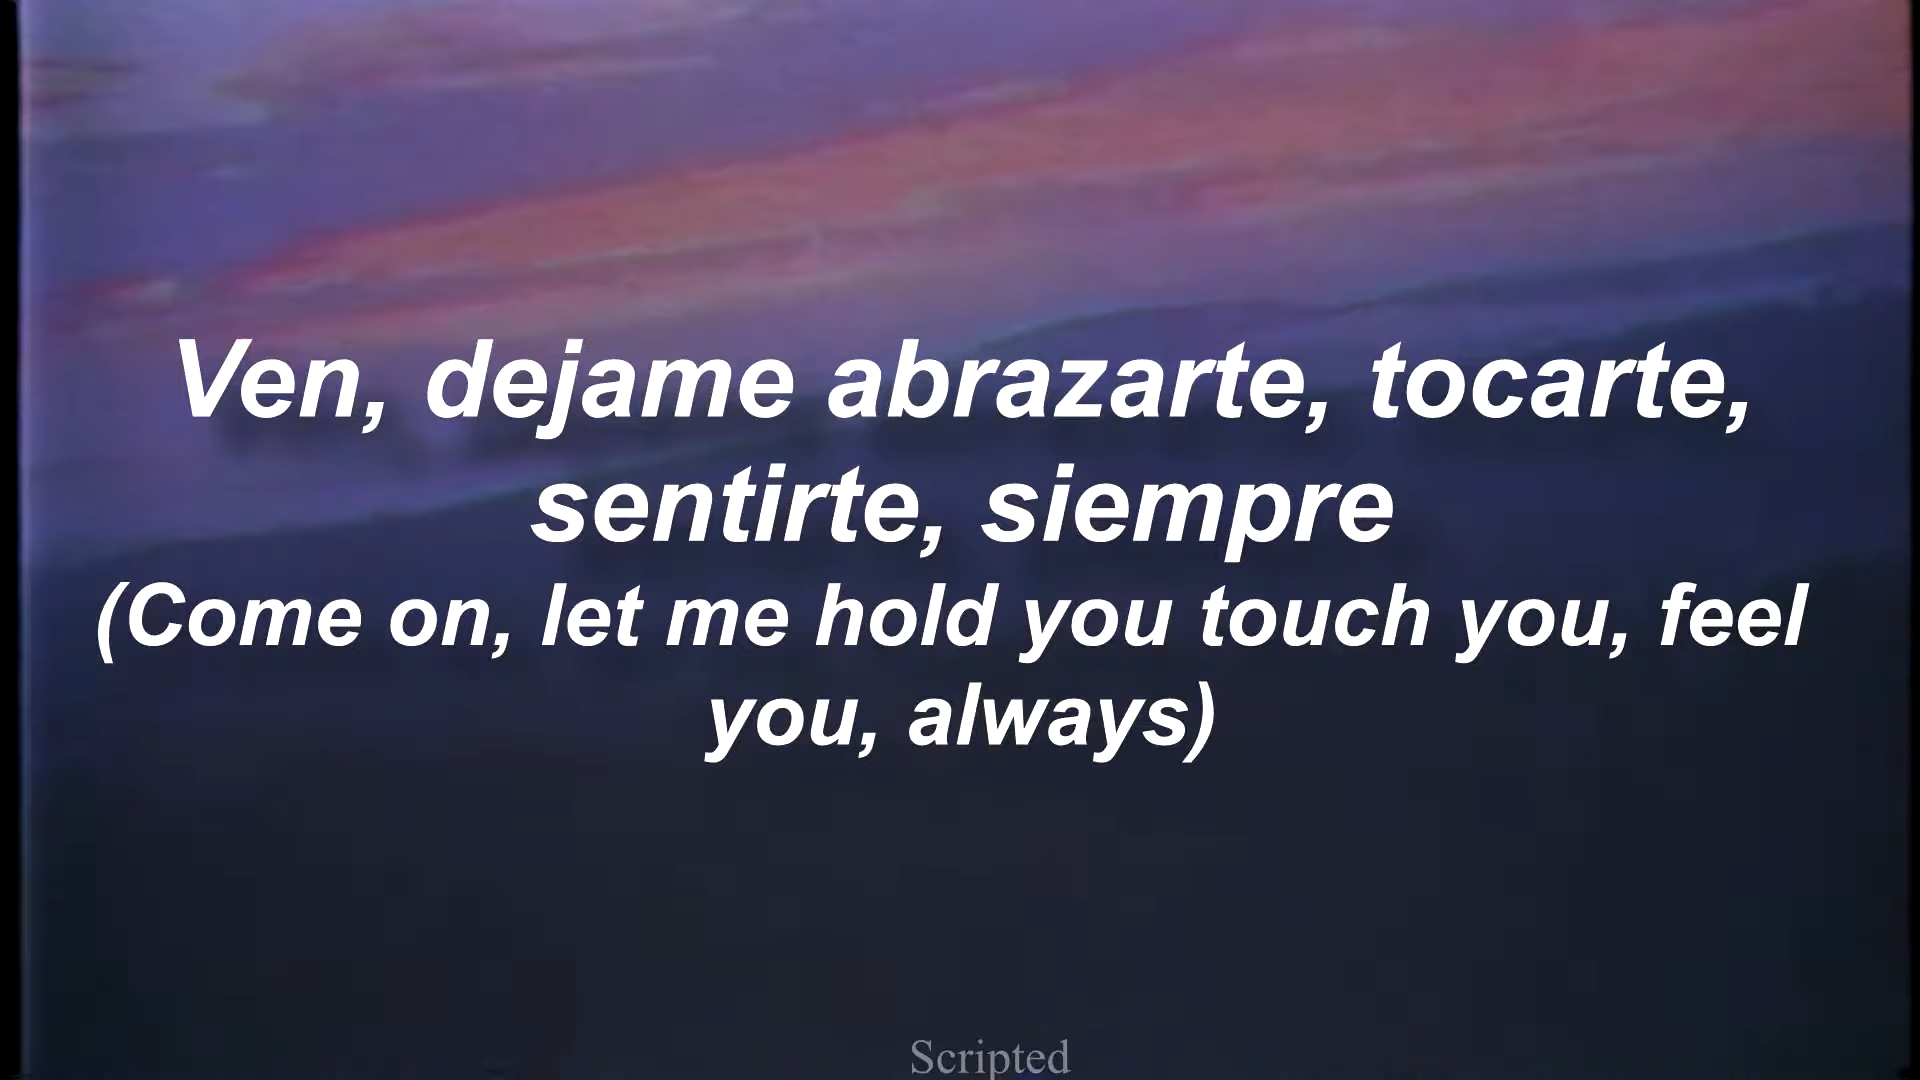 Ven, dejame abrazarte, tocarte,
sentirte, siempre
(Come on, let me hold you touch you, feel
you, always)
Scripted